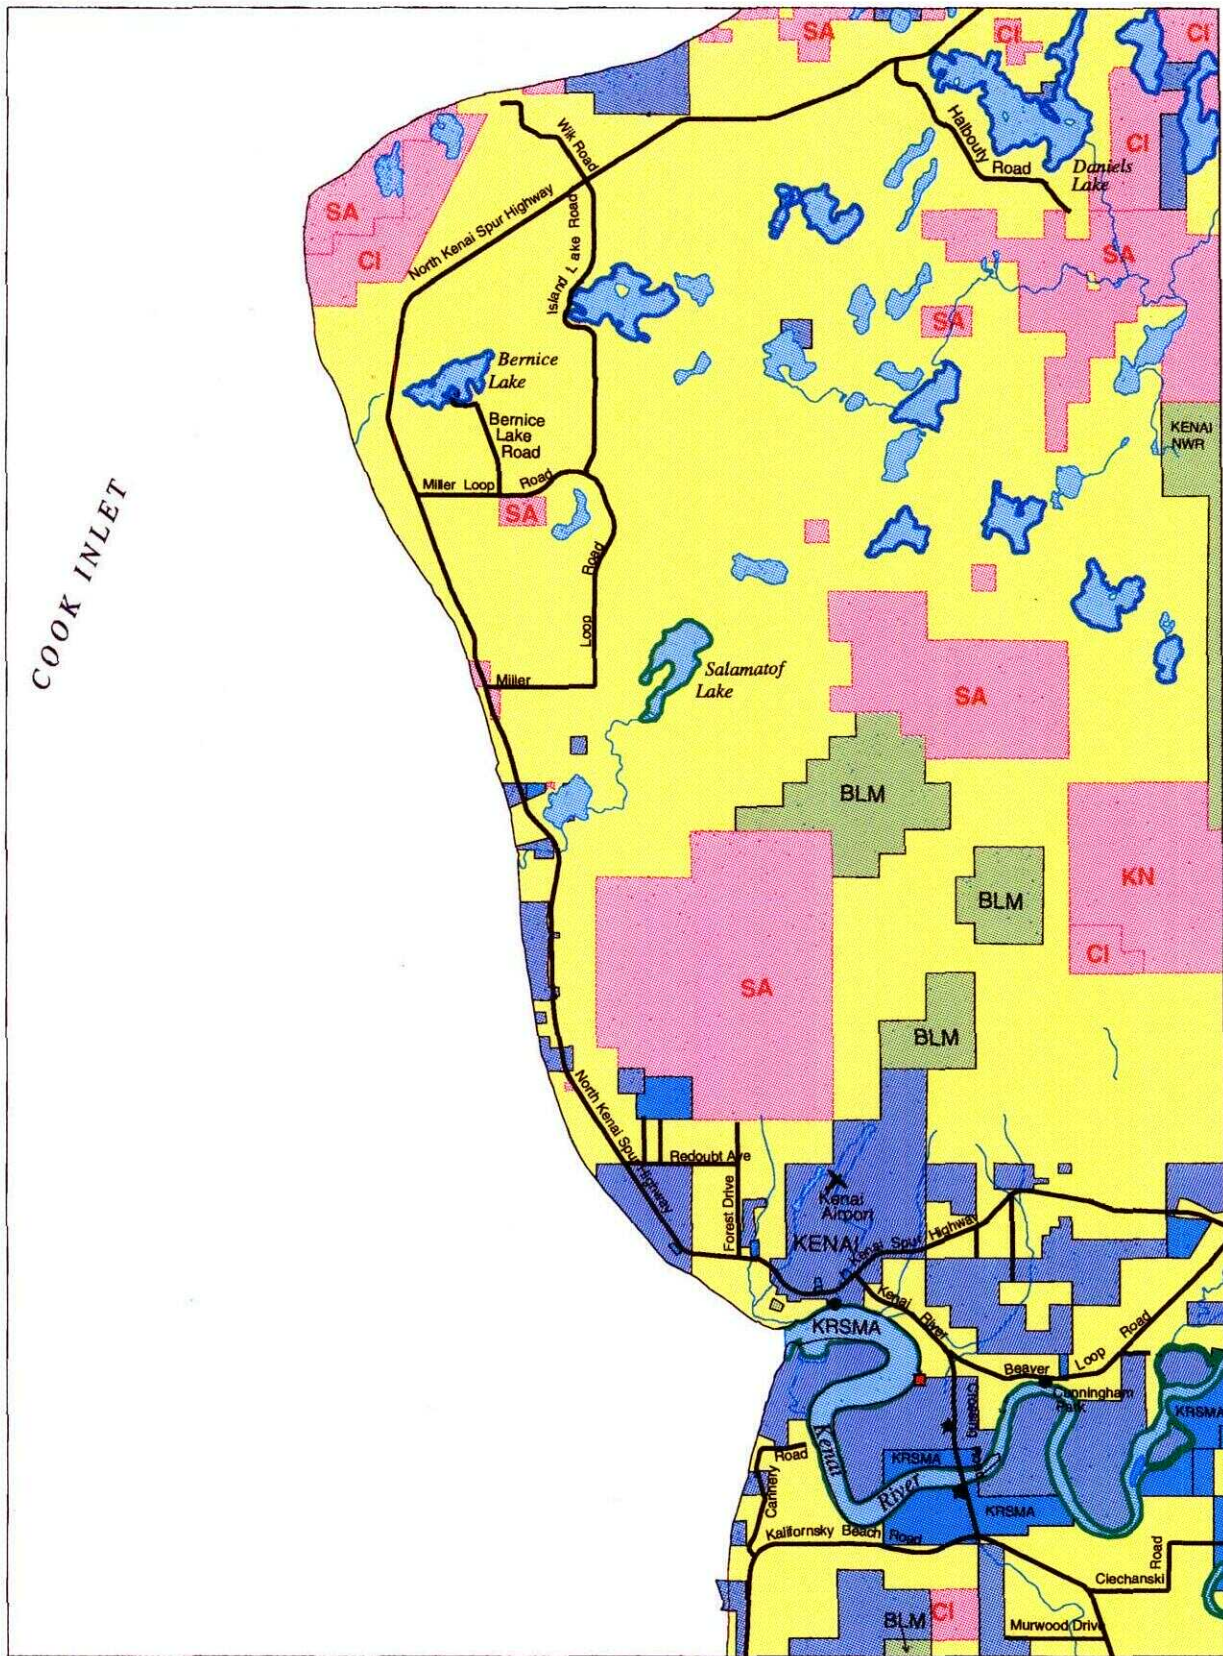 SA
CI
CI
Wik Road
Halbouty
Road
Daniels
Lake
CI
SA
CI
North Kenai Spur Highway
Island Lake Road
SA
SA
Bernice
Lake
Bernice
Lake
Road
KENAI
NWR
Miller Loop Road
SA
COOK INLET
Road
Loop
Miller
Salamatof
Lake
SA
BLM
KN
BLM
CI
SA
BLM
North Kenai Spur Highway
Redoubt Ave
Forest Drive
Kenai
Airport
KENAI
Kenai Spur Highway
Kenai River
KRSMA
Beaver Loop Road
Cunningham
Park
Crossing
KRSMA
Kenai
River
Road
Cannery
KRSMA
KRSMA
Kalifornsky Beach Road
Road
Ciechanski
BLM
CI
Murwood Drive